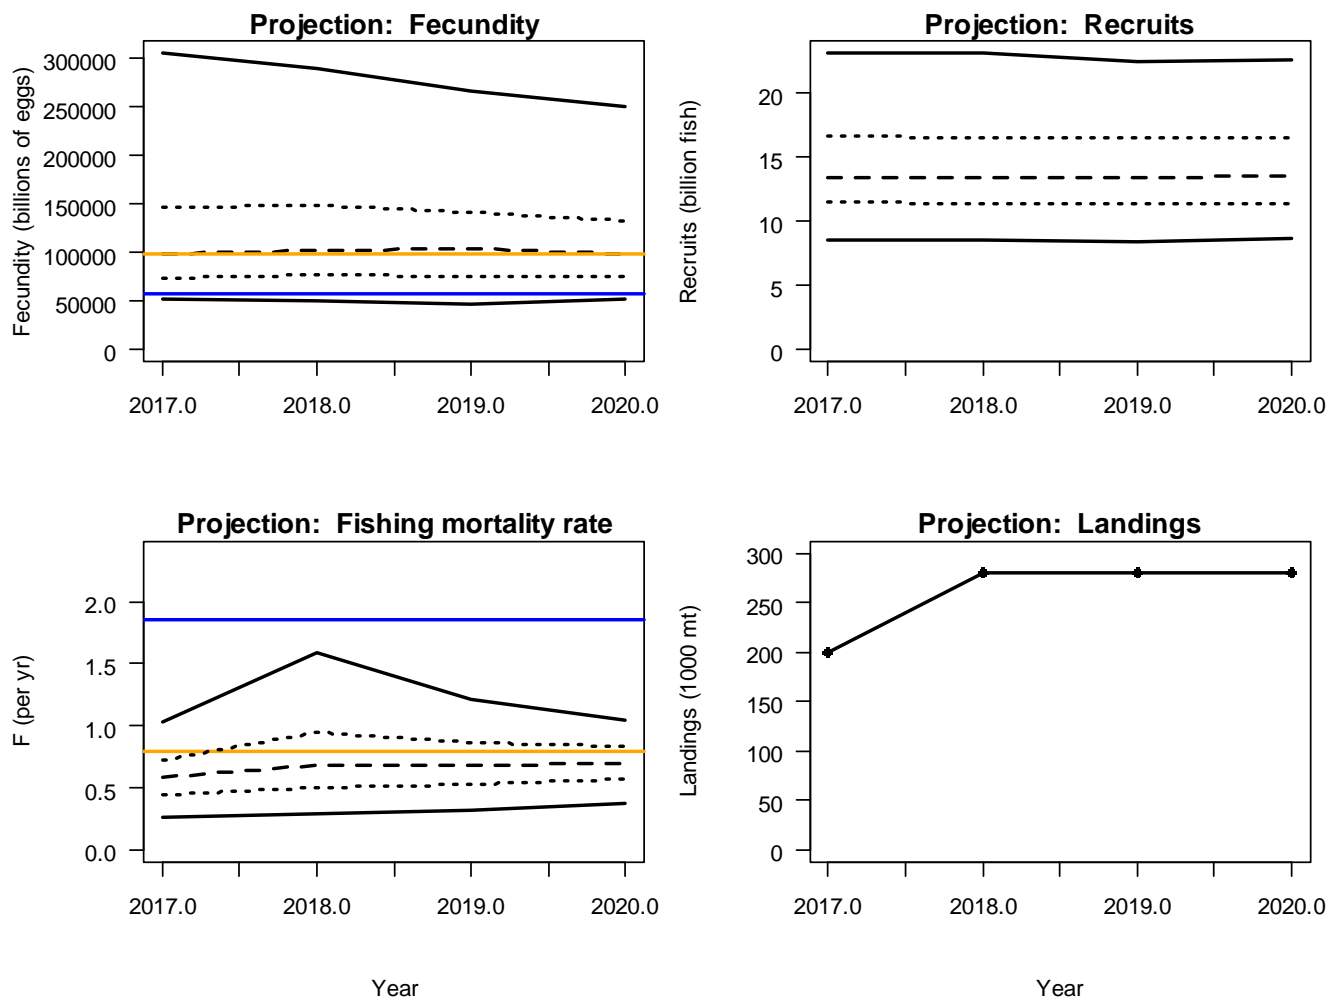 Projection: Fecundity
Fecundity (billions of eggs)
300000
250000
200000
150000
100000
50000
0
2017.0 2018.0 2019.0 2020.0
Projection: Recruits
Recruits (billion fish)
20
15
10
5
0
2017.0 2018.0 2019.0 2020.0
Projection: Fishing mortality rate
F (per yr)
2.0
1.5
1.0
0.5
0.0
2017.0 2018.0 2019.0 2020.0
Year
Projection: Landings
Landings (1000 mt)
300
250
200
150
100
50
0
2017.0 2018.0 2019.0 2020.0
Year